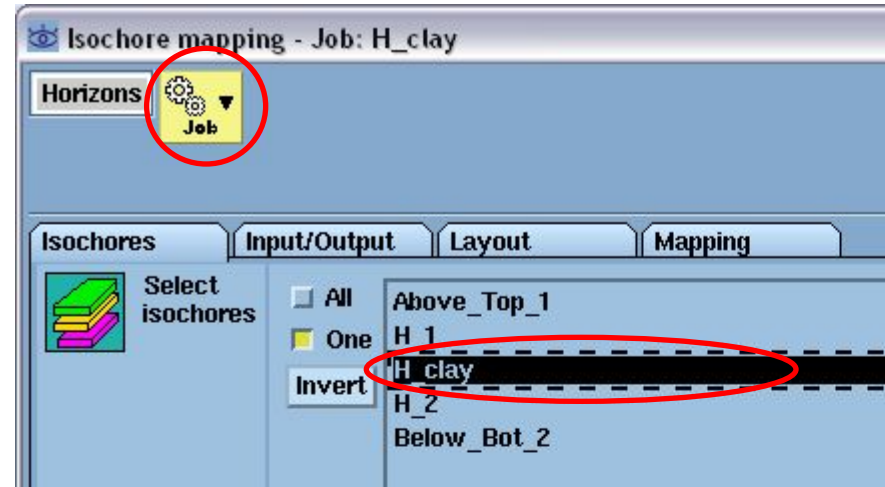 Isochore mapping - Job: H_clay
Horizons
Job
Isochores Input/Output Layout Mapping
Select
isochores
All
One
Invert
Above_Top_1
H_1
H_clay
H_2
Below_Bot_2